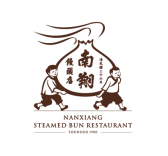 南翔
饅頭店
NANXIANG
STEAMED BUN RESTAURANT
FOUNDED 1900